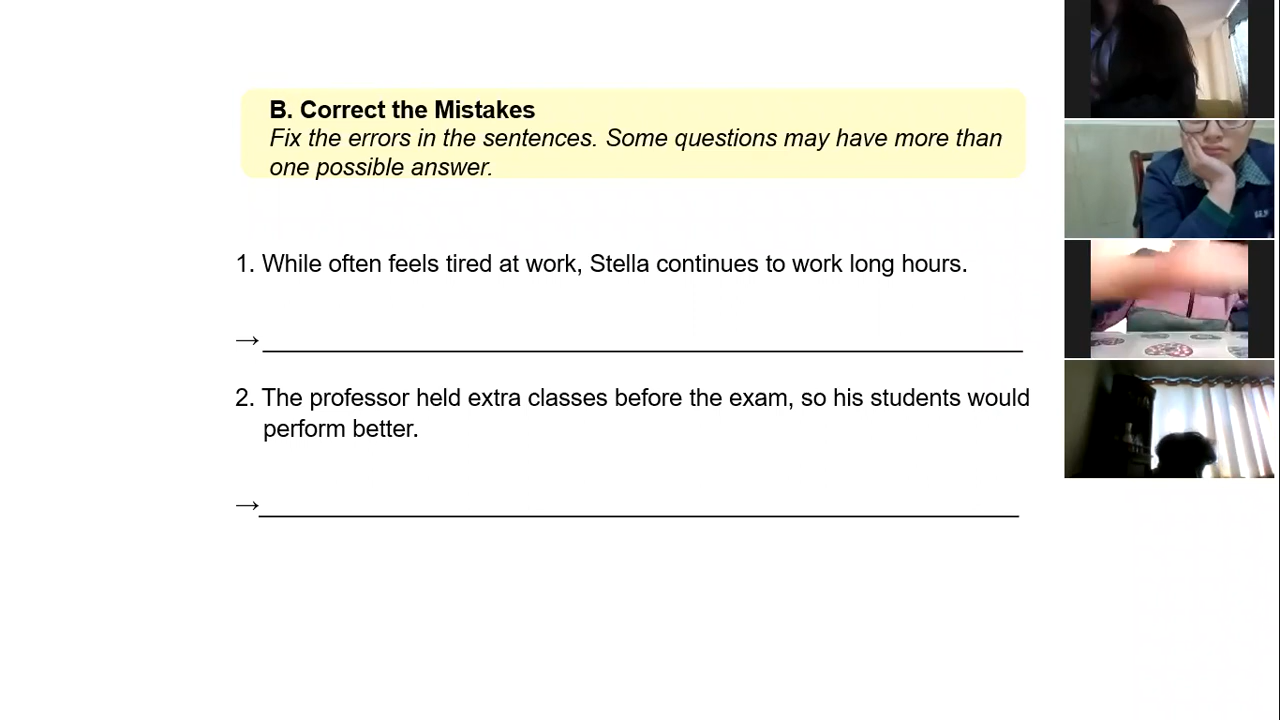 B. Correct the Mistakes
Fix the errors in the sentences. Some questions may have more than
one possible answer.
1. While often feels tired at work, Stella continues to work long hours.
→
2. The professor held extra classes before the exam, so his students would
perform better.
→